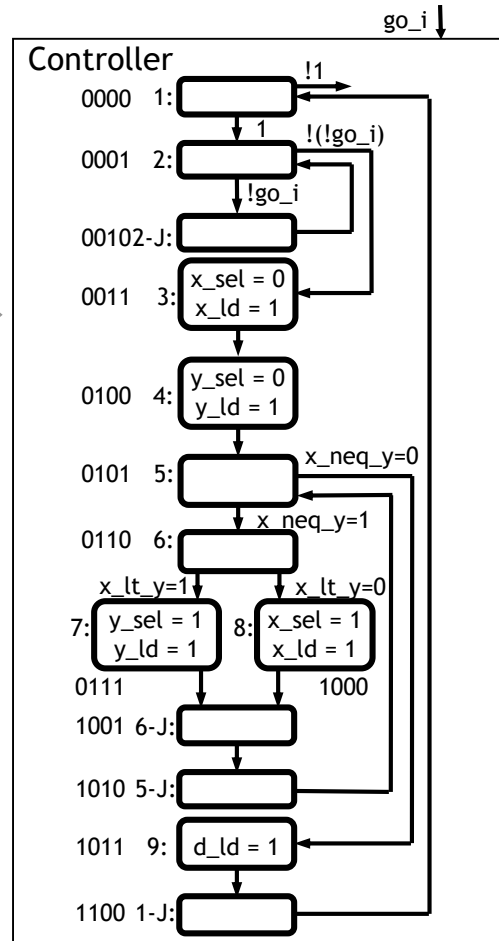 go_i
Controller
!1
0000 1:
1
!(!go_i)
0001 2:
!go_i
00102-J:
x_sel = 0
0011 3:
x_ld = 1
y_sel = 0
0100 4:
y_ld = 1
x_neq_y=0
0101 5:
x_neq_y=1
0110 6:
x_lt_y=1 x_lt_y=0
7: y_sel = 1 8: x_sel = 1
y_ld = 1 x_ld = 1
0111 1000
1001 6-J:
1010 5-J:
1011 9: d_ld = 1
1100 1-J: